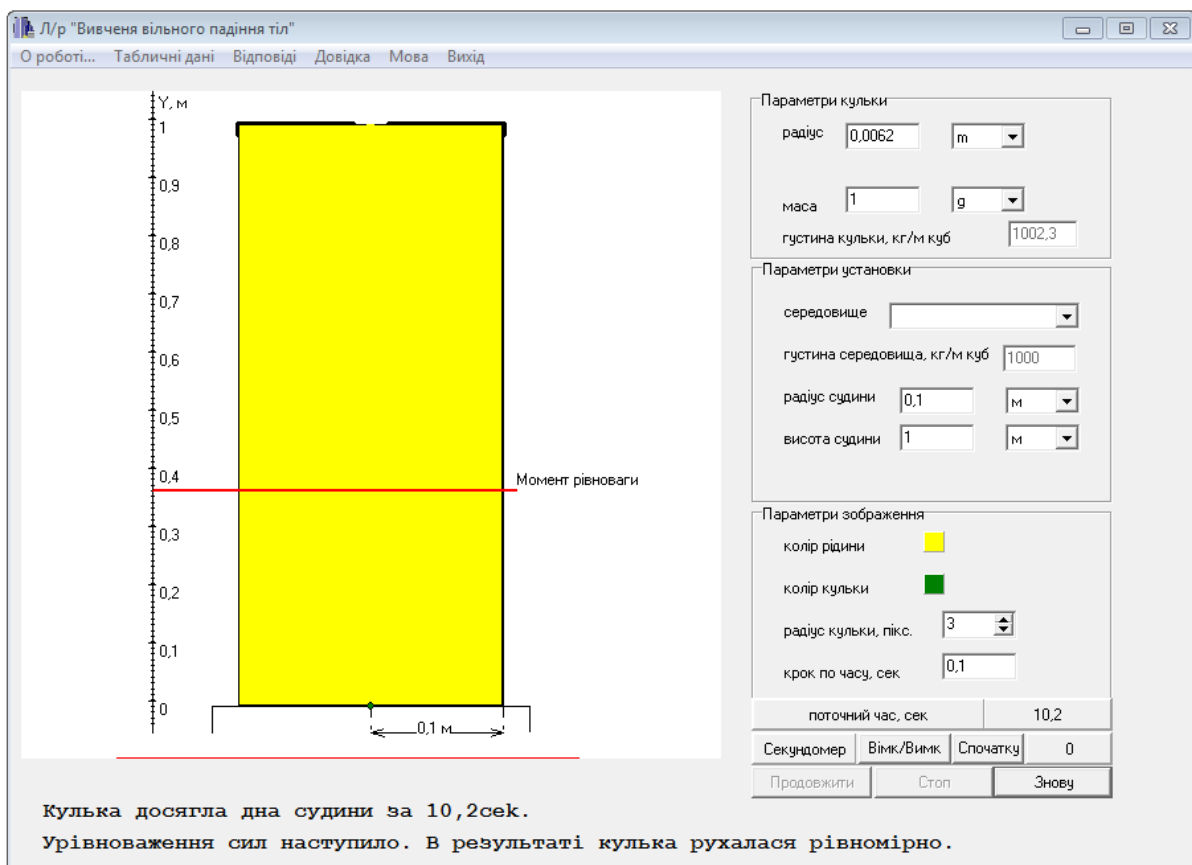 Л/р "Вивченя вільного падіння тіл"
О роботі... Табличні дані Відповіді Довідка Мова Вихід
Y, м
1
0,9
0,8
0,7
0,6
0,5
0,4
0,3
0,2
0,1
0
Момент рівноваги
0,1 м
Параметри кульки
радіус 0,0062 m
маса 1 g
густина кульки, кг/м куб 1002,3
Параметри установки
середовище
густина середовища, кг/м куб 1000
радіус судини 0,1 м
висота судини 1 м
Параметри зображення
колір рідини
колір кульки
радіус кульки, пікс. 3
крок по часу, сек 0,1
поточний час, сек 10,2
Секундомер Вімк/Вимк Спочатку 0
Продовжити Стоп Знову
Кулька досягла дна судини за 10,2cek.
Урівноваження сил наступило. В результаті кулька рухалася рівномірно.